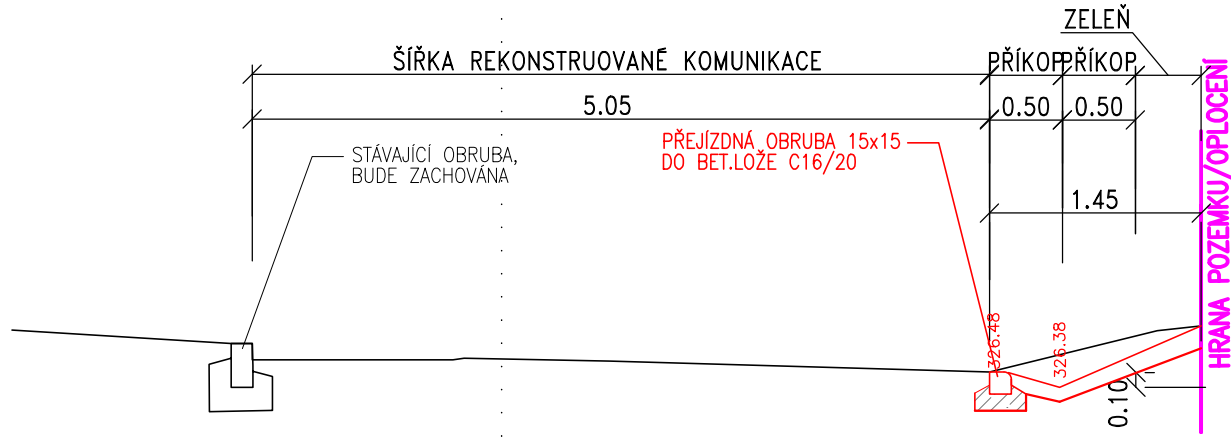 ZELEŇ
ŠÍŘKA REKONSTRUOVANÉ KOMUNIKACE
PŘÍKOP
PŘÍKOP
5.05
0.50
0.50
STÁVAJÍCÍ OBRUBA,
BUDE ZACHOVÁNA
PŘEJÍZDNÁ OBRUBA 15x15
DO BET.LOŽE C16/20
1.45
HRANA POZEMKU/OPLOCENÍ
326.48
326.38
0.10